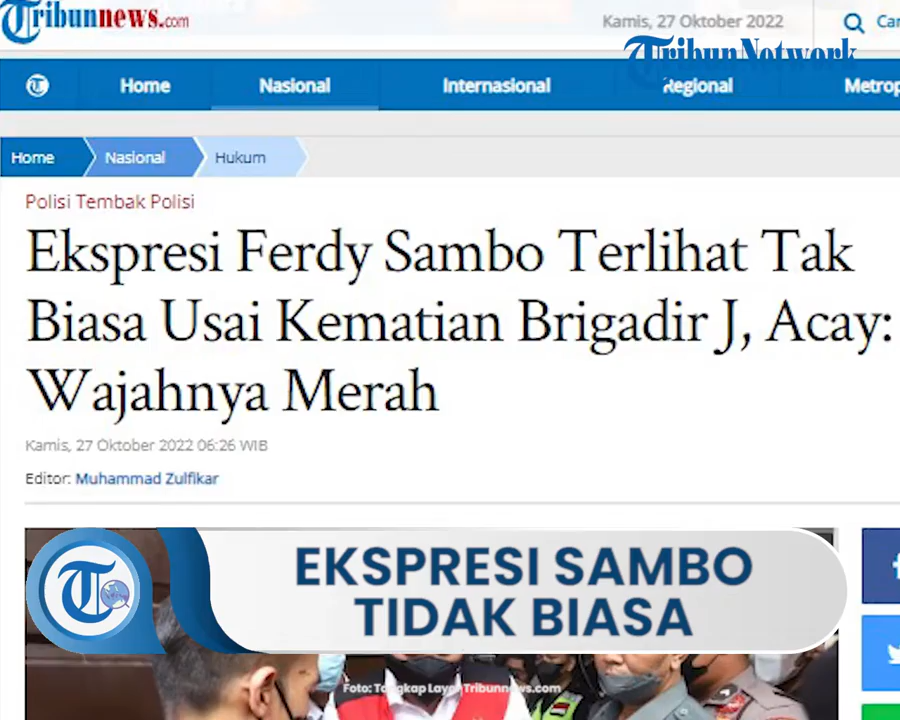 Tribunnews.com
Kamis, 27 Oktober 2022
TribunNetwork
Home
Nasional
Internasional
Regional
Home
Nasional
Hukum
Polisi Tembak Polisi
Ekspresi Ferdy Sambo Terlihat Tak
Biasa Usai Kematian Brigadir J, Acay:
Wajahnya Merah
Kamis, 27 Oktober 2022 06:26 WIB
Editor: Muhammad Zulfikar
EKSPRESI SAMBO
TIDAK BIASA
Foto: Tangkap Layar Tribunnews.com